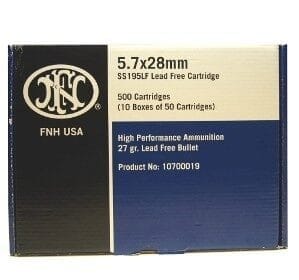 FN
®
FNH USA
5.7x28mm
SS195LF Lead Free Cartridge
500 Cartridges
(10 Boxes of 50 Cartridges)
High Performance Ammunition
27 gr. Lead Free Bullet
Product No: 10700019